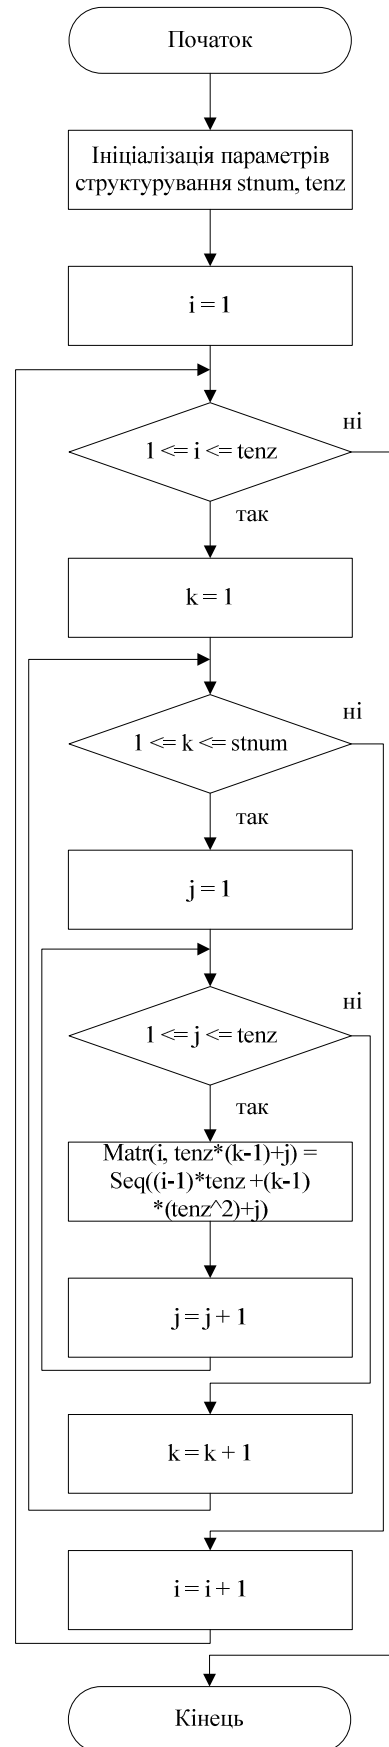 Початок
Ініціалізація параметрів
структурування stnum, tenz
i = 1
ні
1 <= i <= tenz
так
k = 1
ні
1 <= k <= stnum
так
j = 1
ні
1 <= j <= tenz
так
Matr(i, tenz*(k-1)+j) =
Seq((i-1)*tenz +(k-1)
*(tenz^2)+j)
j = j + 1
k = k + 1
i = i + 1
Кінець